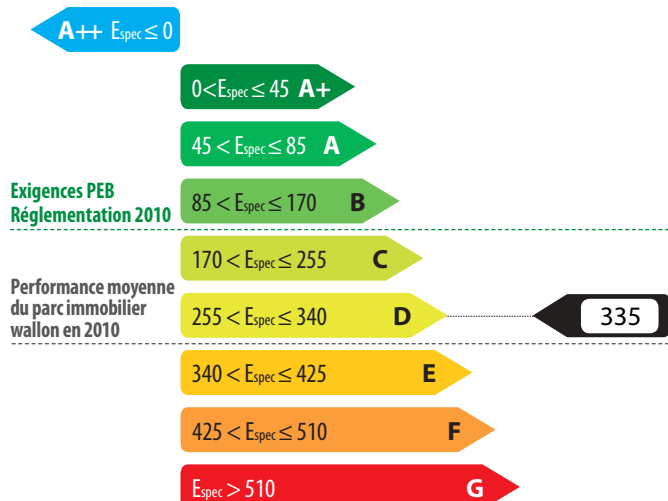 A++ Espec ≤ 0
0<Espec ≤ 45 A+
45 < Espec ≤ 85 A
Exigences PEB
Réglementation 2010
85 < Espec ≤ 170 B
170 < Espec ≤ 255 C
Performance moyenne
du parc immobilier
wallon en 2010
255 < Espec ≤ 340 D
335
340 < Espec ≤ 425 E
425 < Espec ≤ 510 F
Espec > 510 G